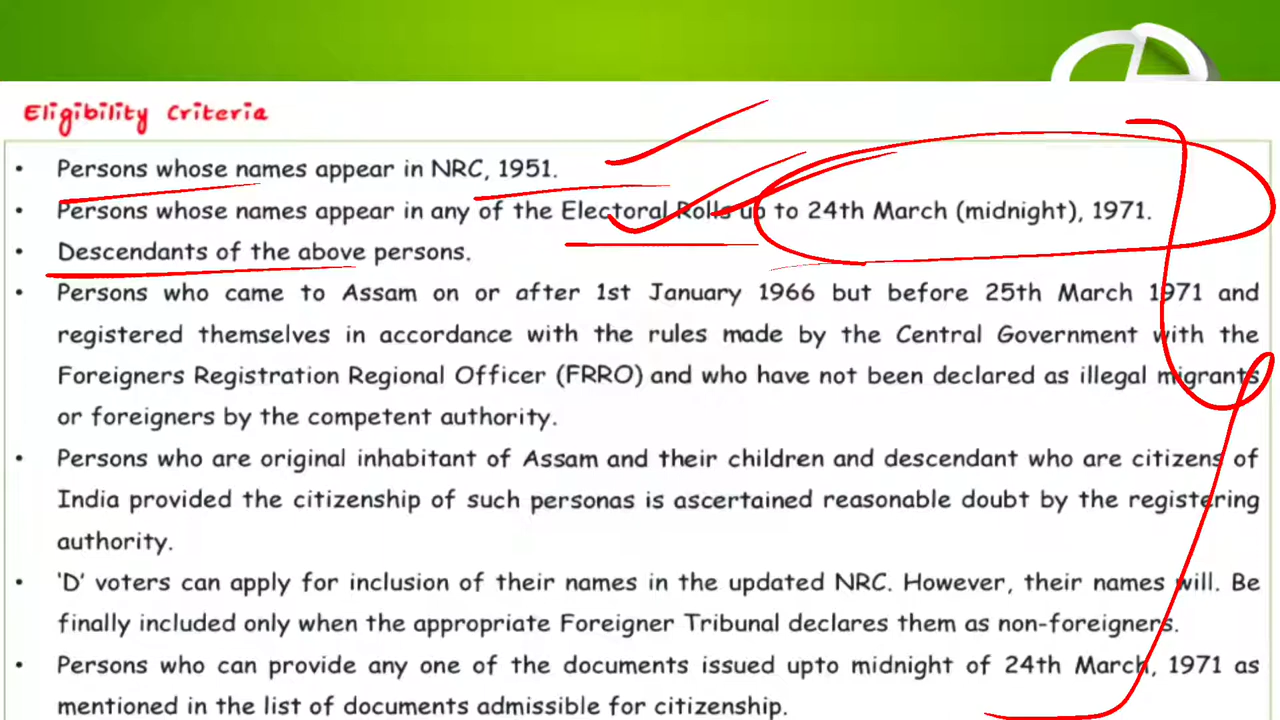 Eligibility Criteria
• Persons whose names appear in NRC, 1951.
• Persons whose names appear in any of the Electoral Rolls up to 24th March (midnight), 1971.
• Descendants of the above persons.
• Persons who came to Assam on or after 1st January 1966 but before 25th March 1971 and
registered themselves in accordance with the rules made by the Central Government with the
Foreigners Registration Regional Officer (FRRO) and who have not been declared as illegal migrants
or foreigners by the competent authority.
• Persons who are original inhabitant of Assam and their children and descendant who are citizens of
India provided the citizenship of such personas is ascertained reasonable doubt by the registering
authority.
• 'D' voters can apply for inclusion of their names in the updated NRC. However, their names will. Be
finally included only when the appropriate Foreigner Tribunal declares them as non-foreigners.
• Persons who can provide any one of the documents issued upto midnight of 24th March, 1971 as
mentioned in the list of documents admissible for citizenship.